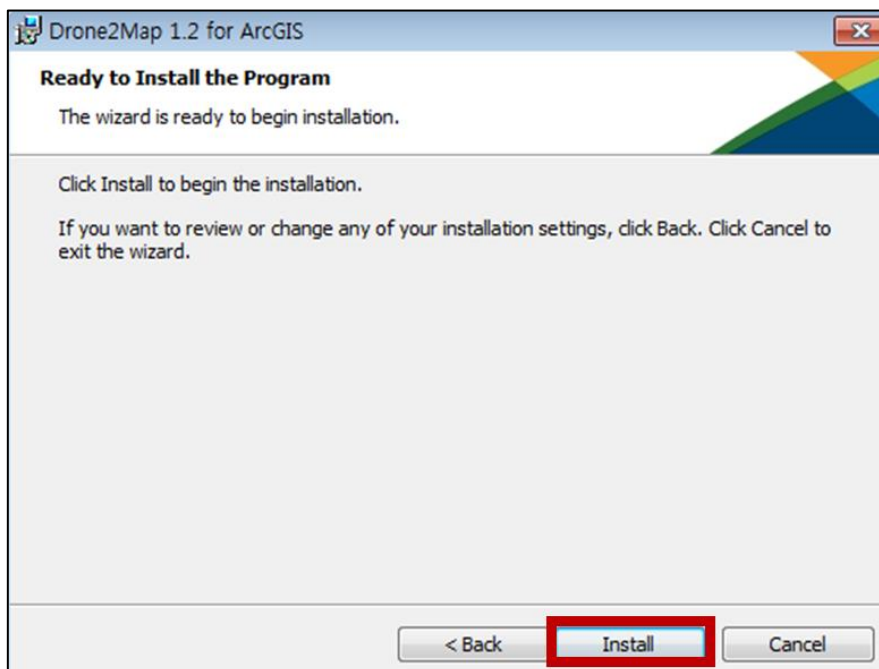 Drone2Map 1.2 for ArcGIS
Ready to Install the Program
The wizard is ready to begin installation.
Click Install to begin the installation.
If you want to review or change any of your installation settings, click Back. Click Cancel to
exit the wizard.
< Back
Install
Cancel